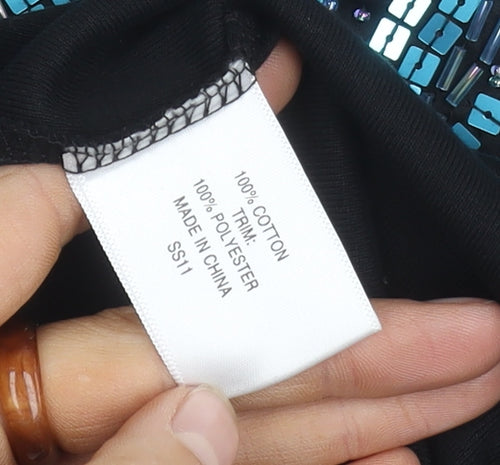 100% COTTON
TRIM:
100% POLYESTER
MADE IN CHINA
SS11